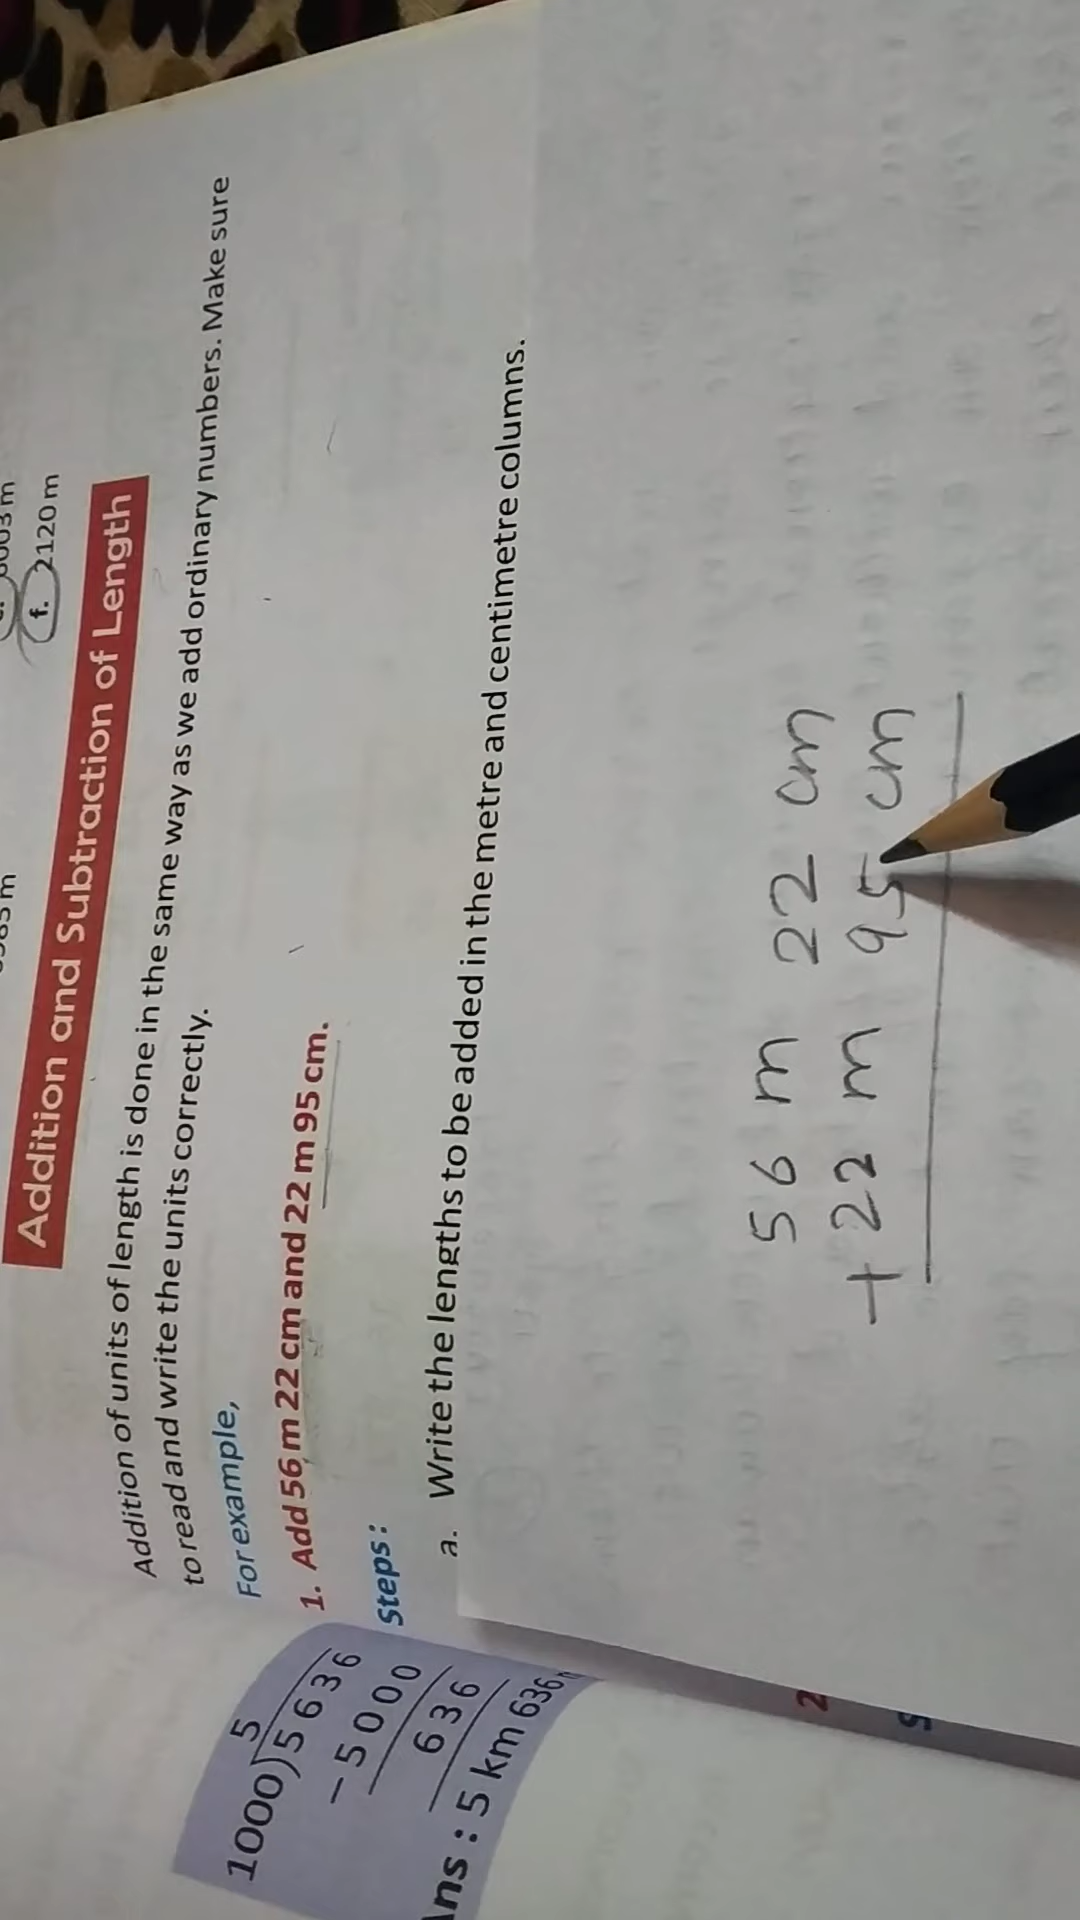 f. 2120 m
Addition and Subtraction of Length
Addition of units of length is done in the same way as we add ordinary numbers. Make sure
to read and write the units correctly.
For example,
1. Add 56 m 22 cm and 22 m 95 cm.
Steps:
a. Write the lengths to be added in the metre and centimetre columns.
5
1000)5636
-5000
636
ns : 5 km 636
56 m 22 cm
+ 22 m 95 cm
2